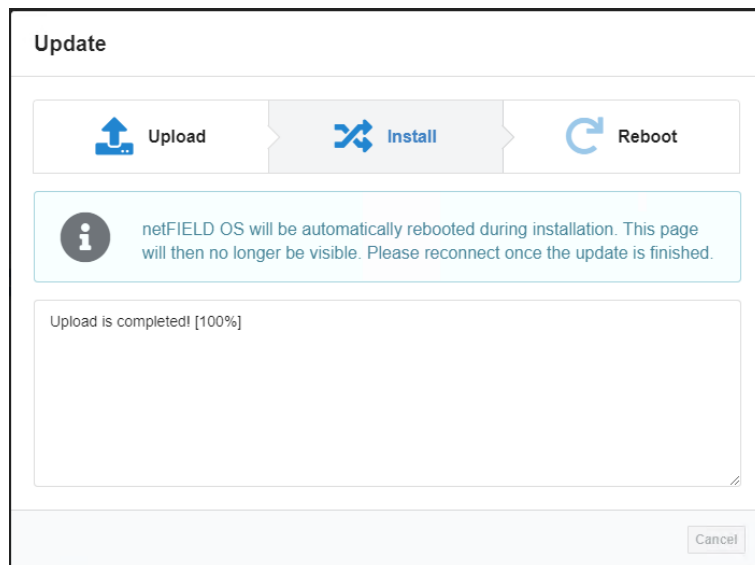 Update
Upload
Install
Reboot
netFIELD OS will be automatically rebooted during installation. This page
will then no longer be visible. Please reconnect once the update is finished.
Upload is completed! [100%]
Cancel